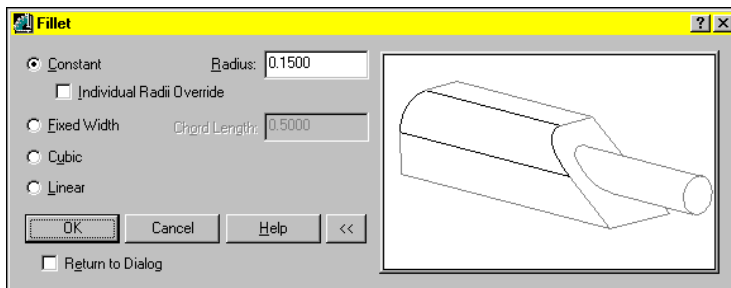 Fillet
Constant
Radius: 0.1500
Individual Radii Override
Fixed Width
Chord Length: 0.5000
Cubic
Linear
OK
Cancel
Help
<<
Return to Dialog